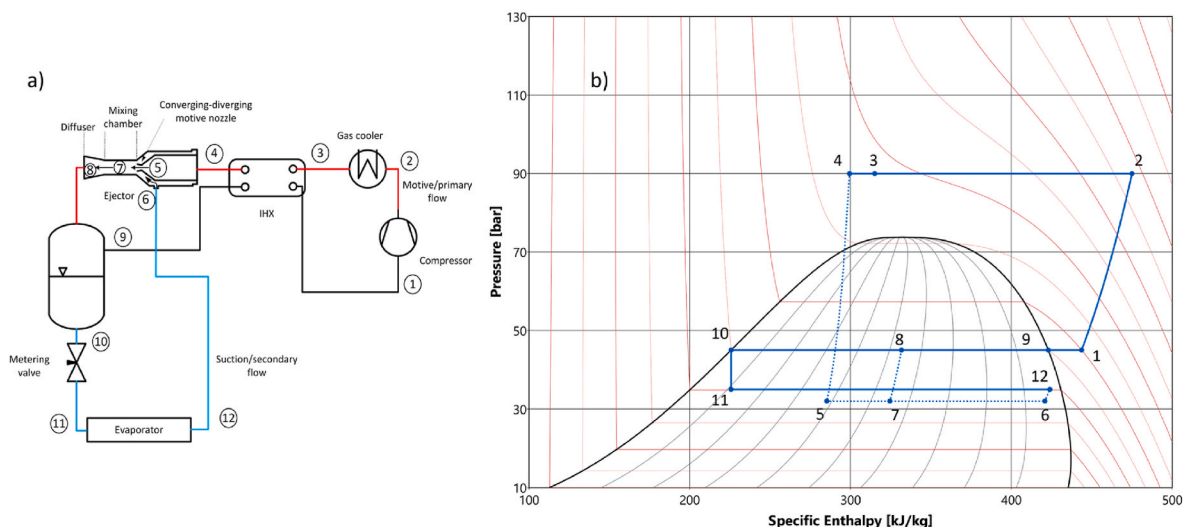 a)
Mixing
chamber
Converging-diverging
motive nozzle
Diffuser
8
7
5
4
3
Gas cooler
2
Ejector
6
IHX
Motive/primary
flow
9
Compressor
1
10
Metering
valve
Suction/secondary
flow
11
Evaporator
12
b)
Pressure [bar]
130
110
90
70
50
30
10
4
3
2
10
8
9
1
11
12
5
7
6
100
200
300
400
500
Specific Enthalpy [kJ/kg]